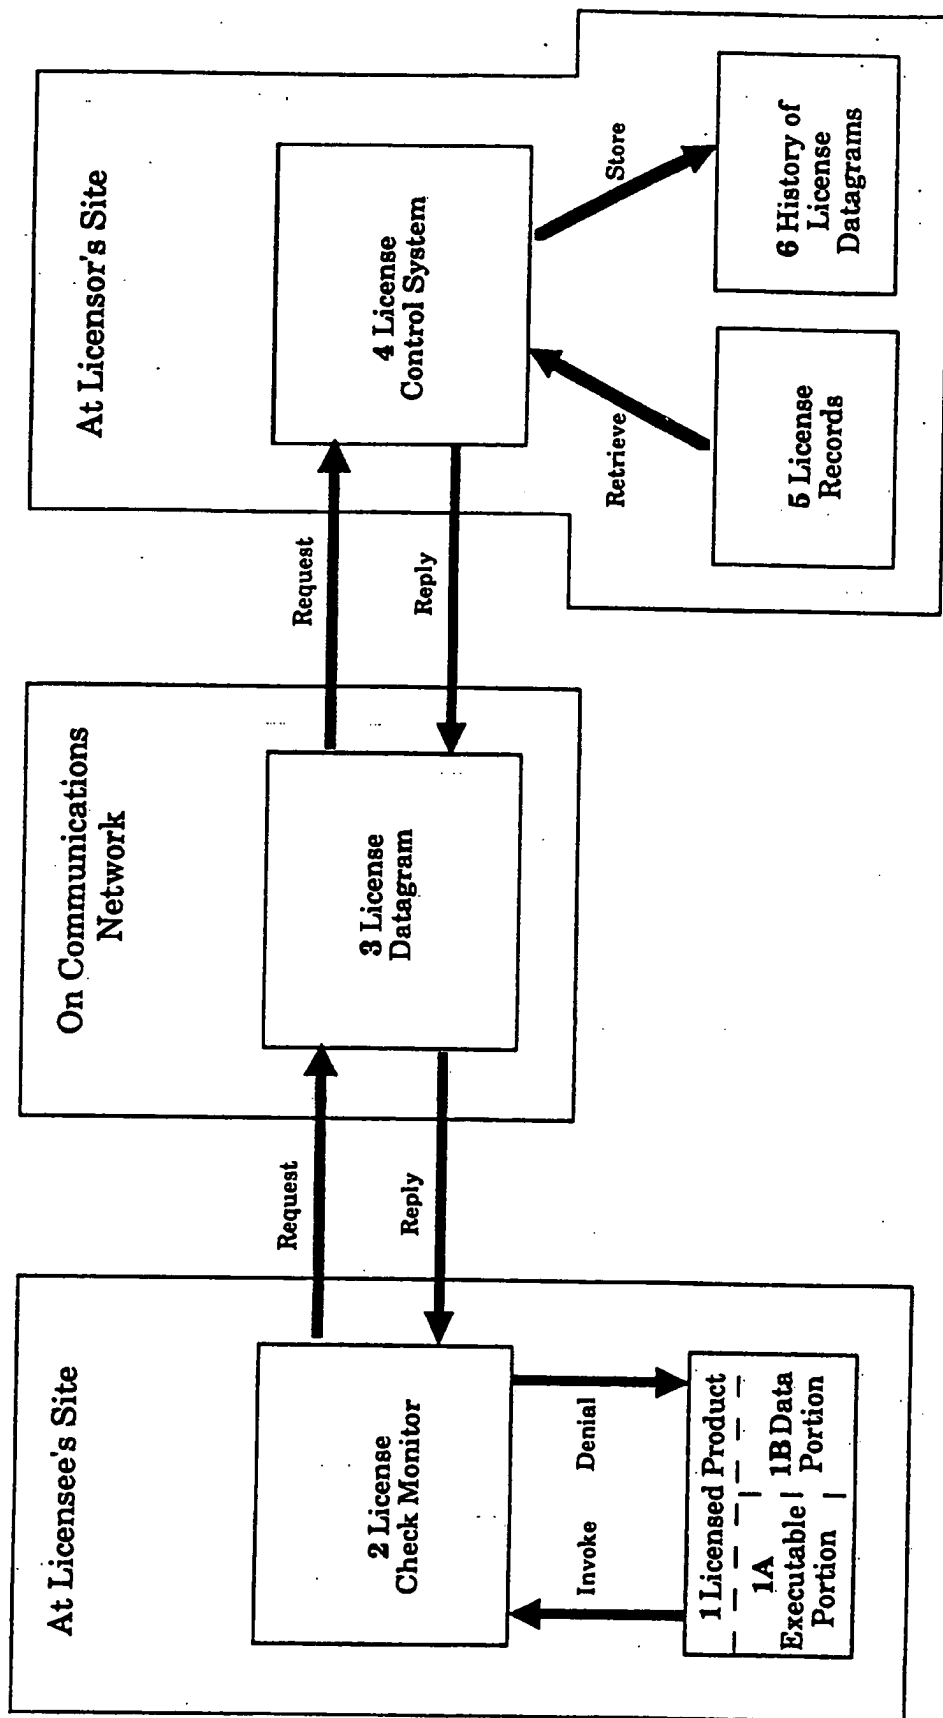 At Licensee's Site
2 License
Check Monitor
Invoke
Denial
1 Licensed Product
1A
Executable
Portion
1B Data
Portion
Request
Reply
On Communications
Network
3 License
Datagram
Request
Reply
At Licensor's Site
4 License
Control System
Retrieve
Store
5 License
Records
6 History of
License
Datagrams